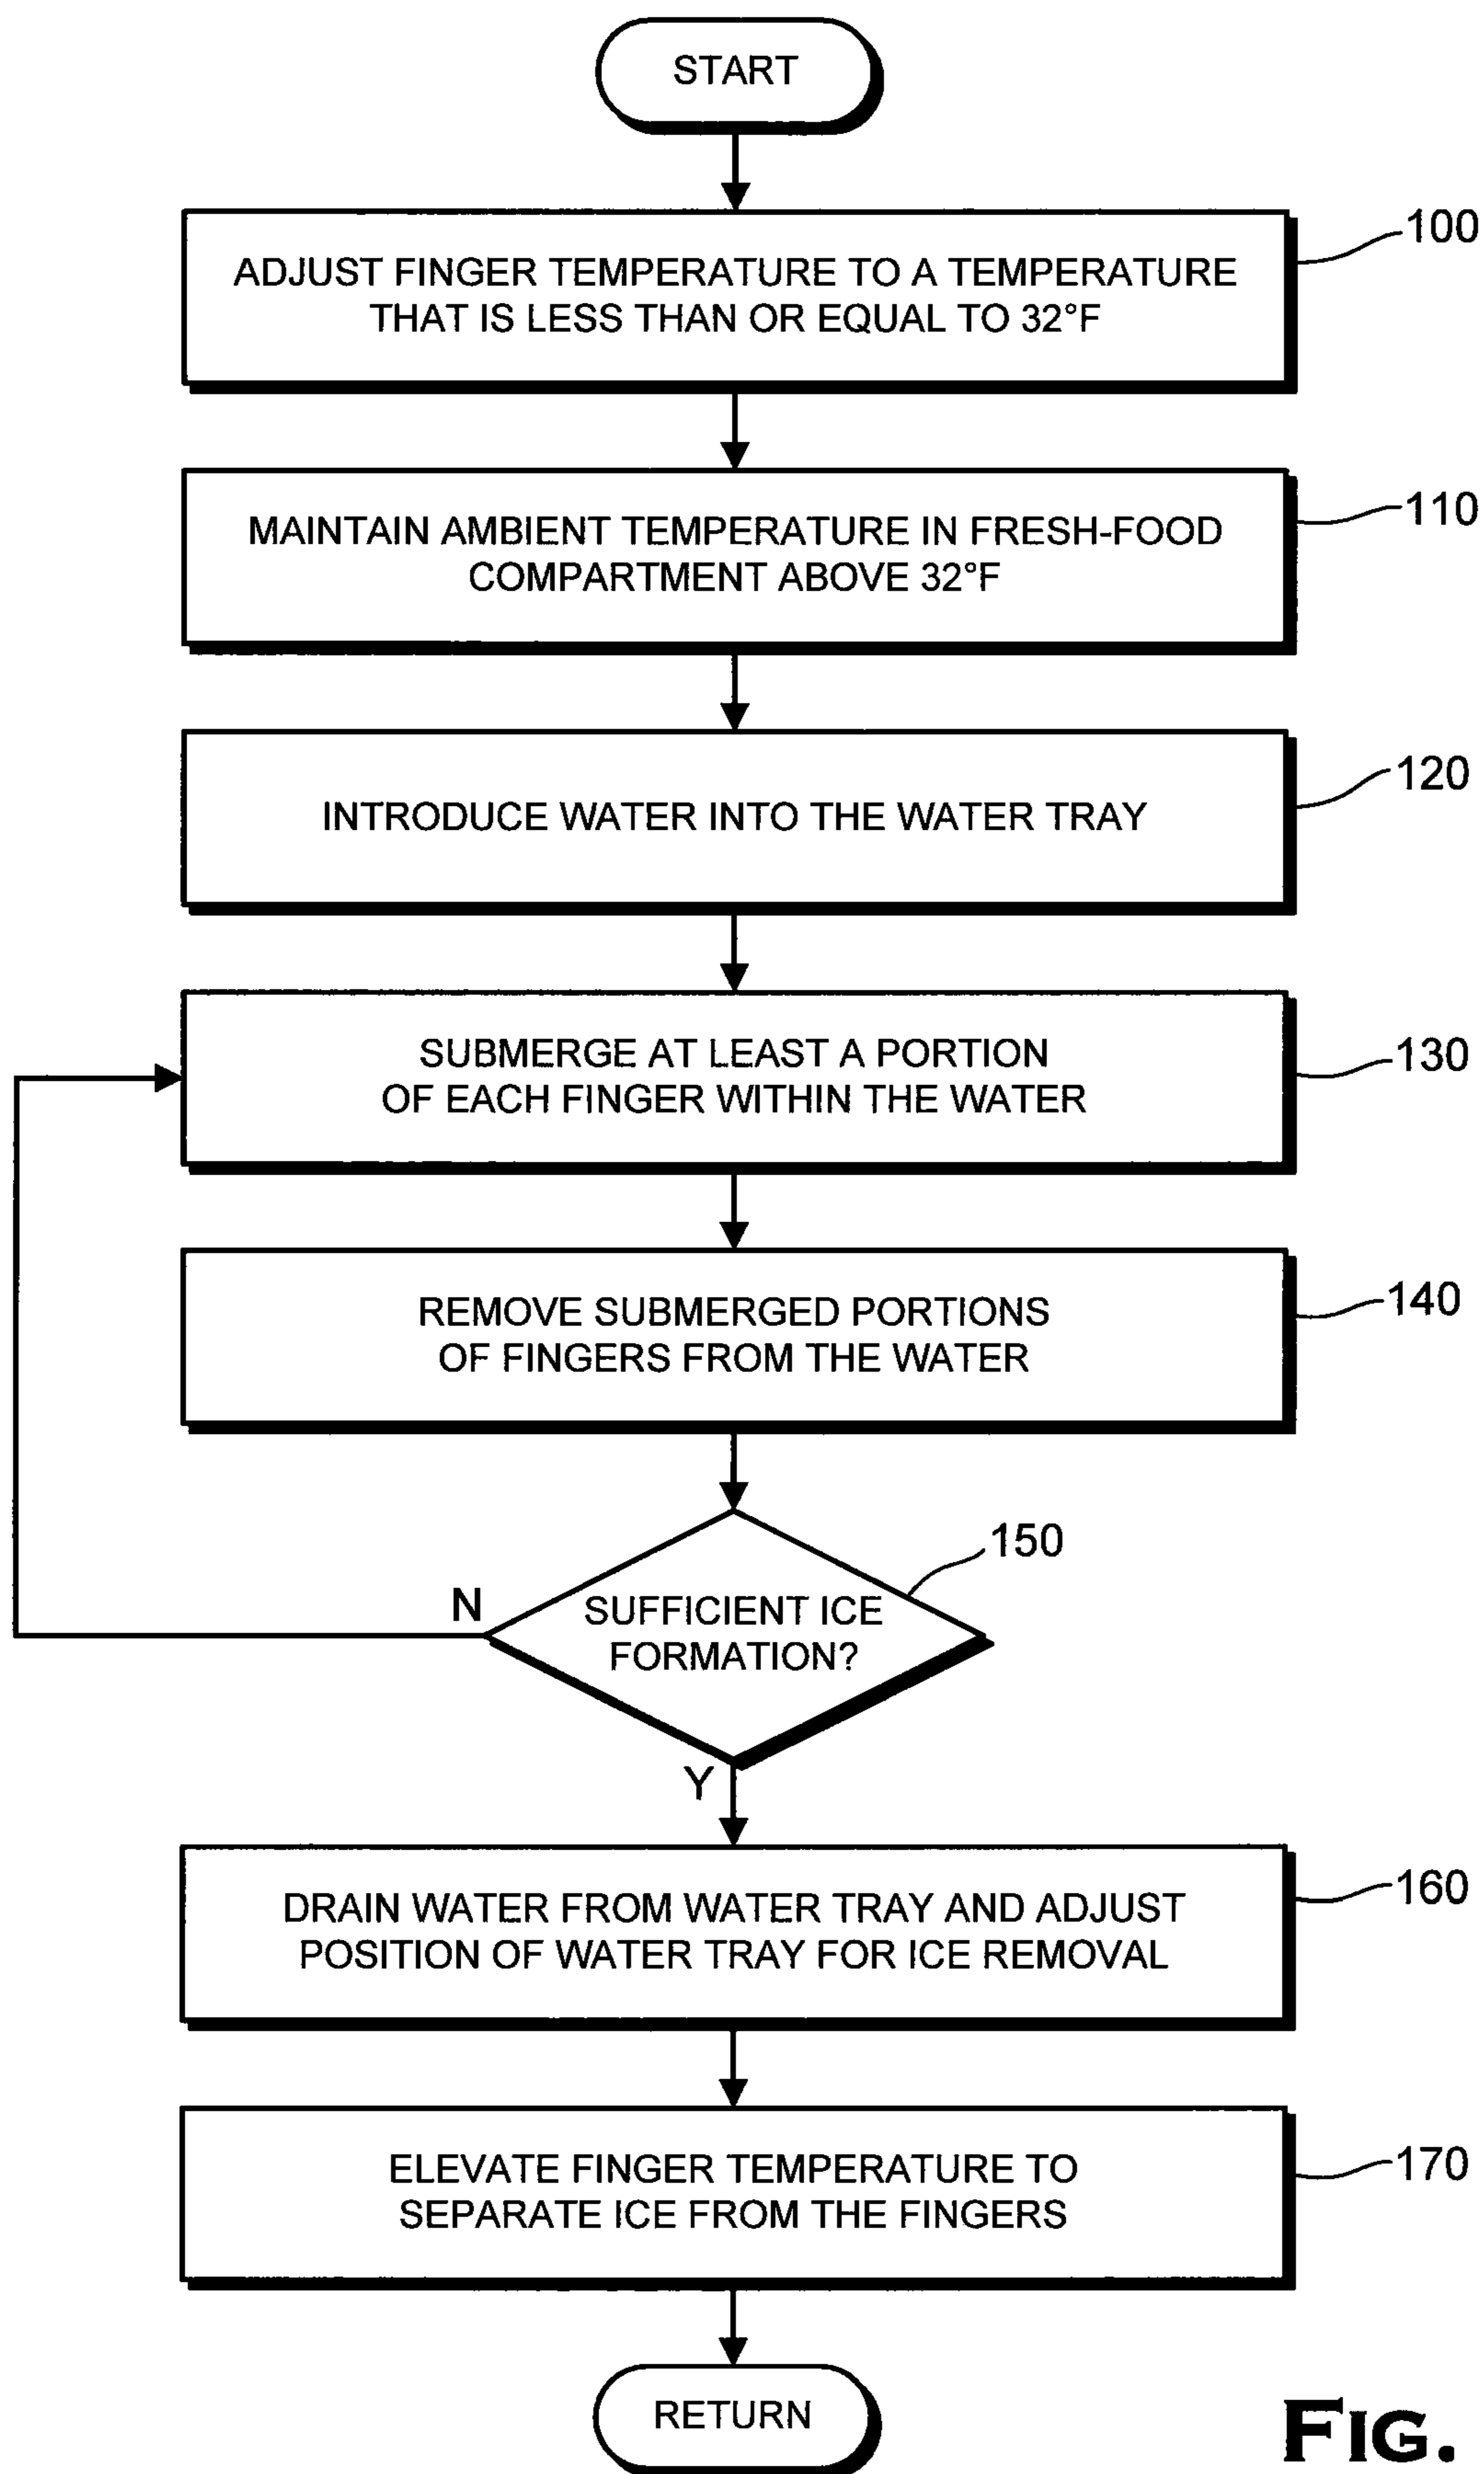 START
ADJUST FINGER TEMPERATURE TO A TEMPERATURE
THAT IS LESS THAN OR EQUAL TO 32°F
100
MAINTAIN AMBIENT TEMPERATURE IN FRESH-FOOD
COMPARTMENT ABOVE 32°F
110
INTRODUCE WATER INTO THE WATER TRAY
120
SUBMERGE AT LEAST A PORTION
OF EACH FINGER WITHIN THE WATER
130
REMOVE SUBMERGED PORTIONS
OF FINGERS FROM THE WATER
140
150
N
SUFFICIENT ICE
FORMATION?
Y
DRAIN WATER FROM WATER TRAY AND ADJUST
POSITION OF WATER TRAY FOR ICE REMOVAL
160
ELEVATE FINGER TEMPERATURE TO
SEPARATE ICE FROM THE FINGERS
170
RETURN
FIG.